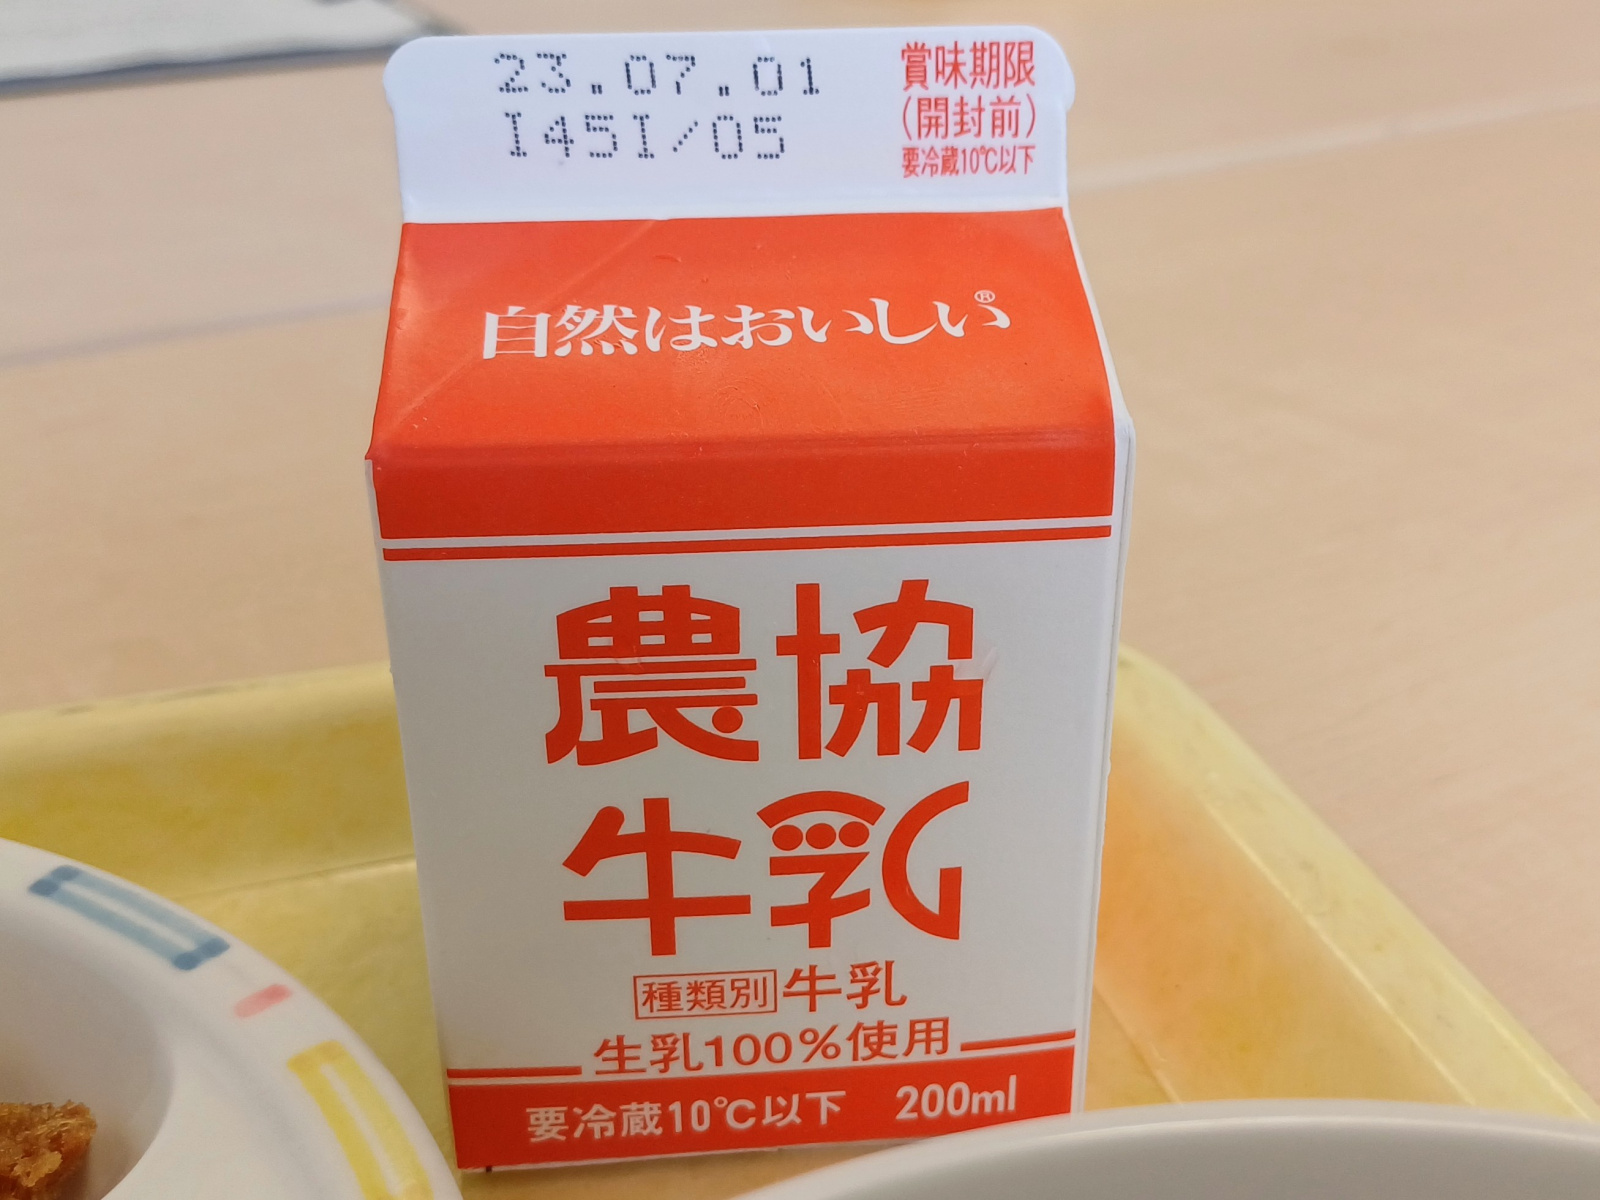 23.07.01
I45I/05
賞味期限
(開封前)
要冷蔵10℃以下
自然はおいしい®
農協
牛乳
種類別 牛乳
生乳100%使用
要冷蔵10℃以下 200ml